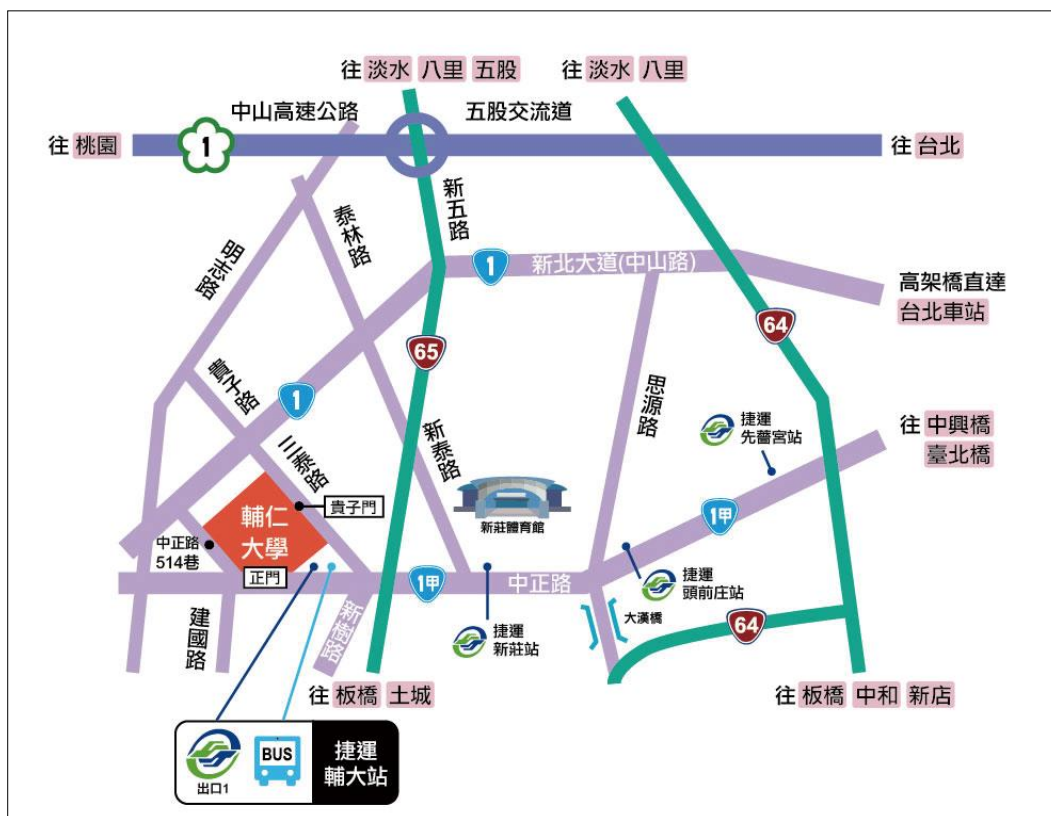 往 淡水 八里 五股
往 淡水 八里
中山高速公路
五股交流道
往 桃園
1
往 台北
新五路
泰林路
明志路
1
新北大道(中山路)
高架橋直達
台北車站
65
64
貴子路
1
思源路
新泰路
捷運
先嗇宮站
往 中興橋
臺北橋
三泰路
貴子門
新莊體育館
1甲
輔仁
大學
中正路
514巷
正門
1甲
中正路
捷運
頭前庄站
建國路
新樹路
捷運
新莊站
大漢橋
64
往 板橋 土城
往 板橋 中和 新店
BUS
出口1
捷運
輔大站